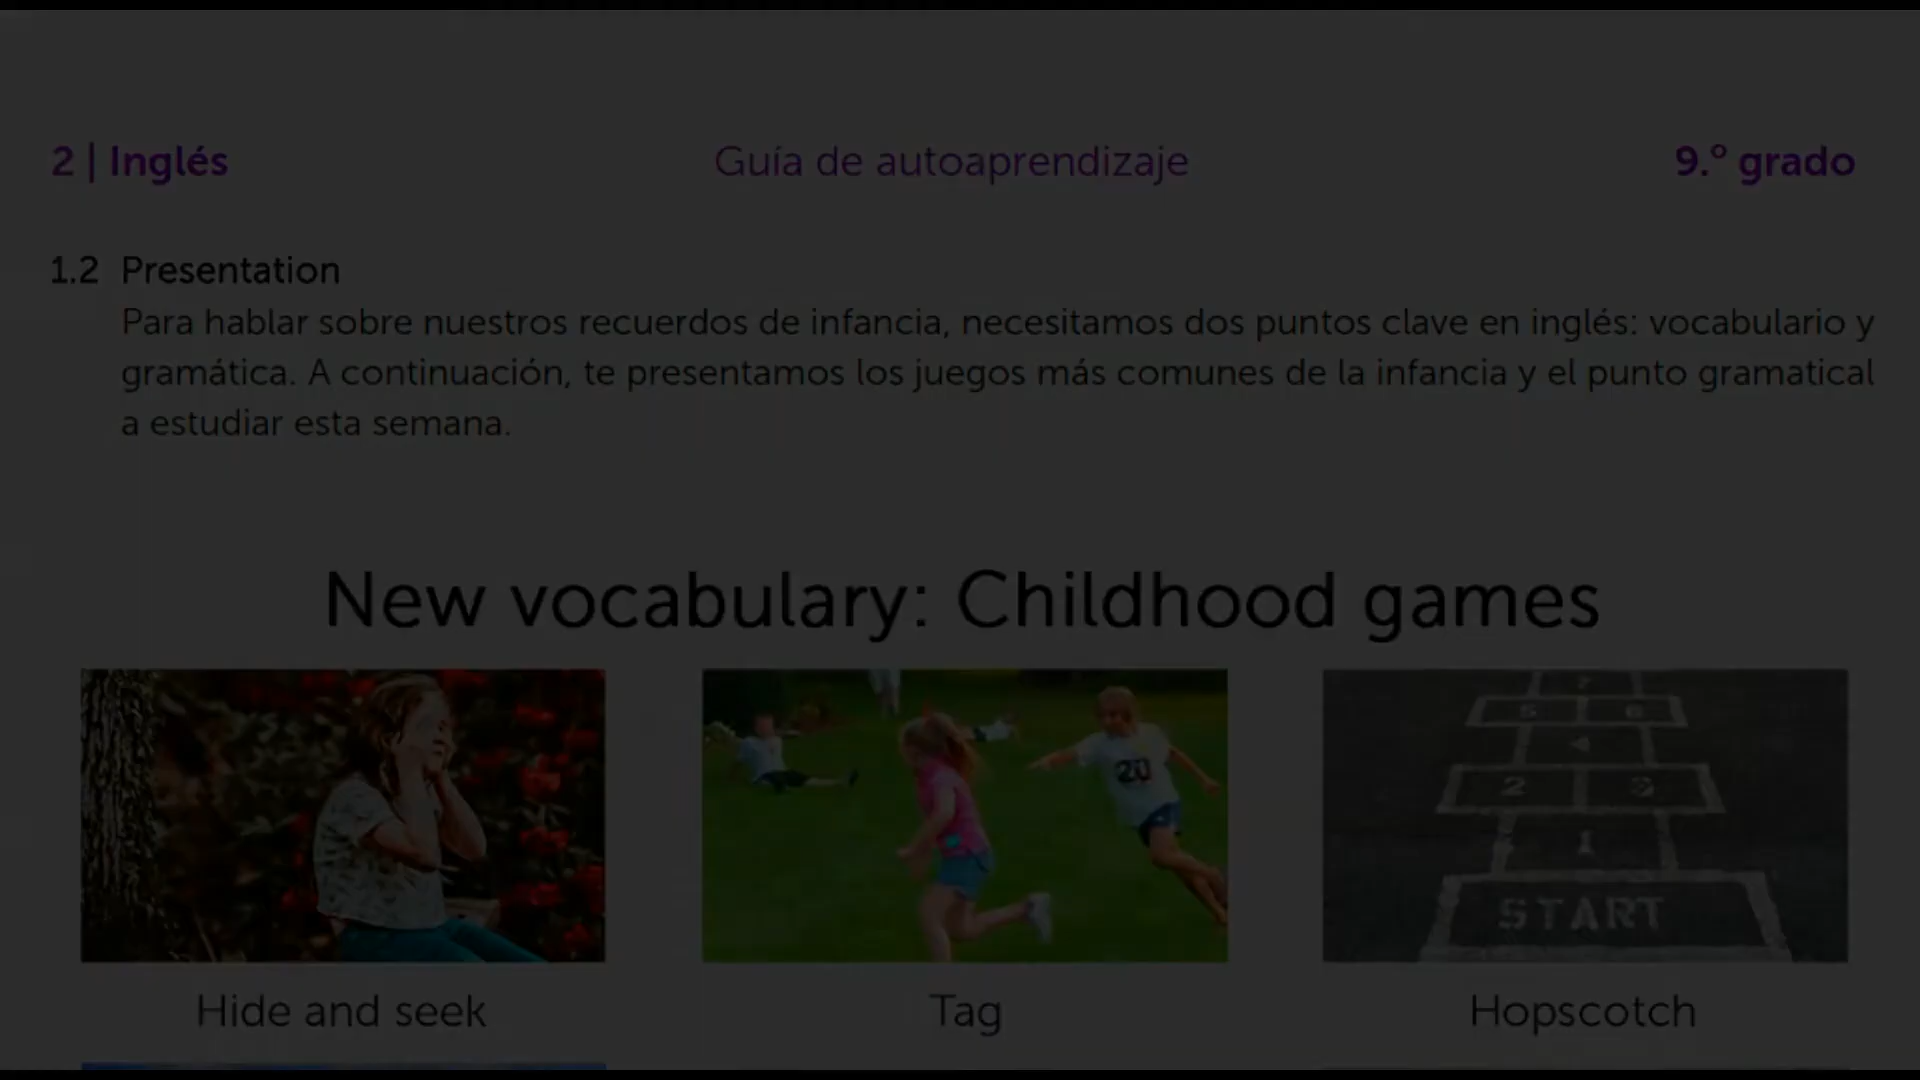 2 | Inglés
Guía de autoaprendizaje
9.º grado
1.2 Presentation
Para hablar sobre nuestros recuerdos de infancia, necesitamos dos puntos clave en inglés: vocabulario y
gramática. A continuación, te presentamos los juegos más comunes de la infancia y el punto gramatical
a estudiar esta semana.
New vocabulary: Childhood games
7
5 6
4
2 3
1
START
20
Hide and seek
Tag
Hopscotch